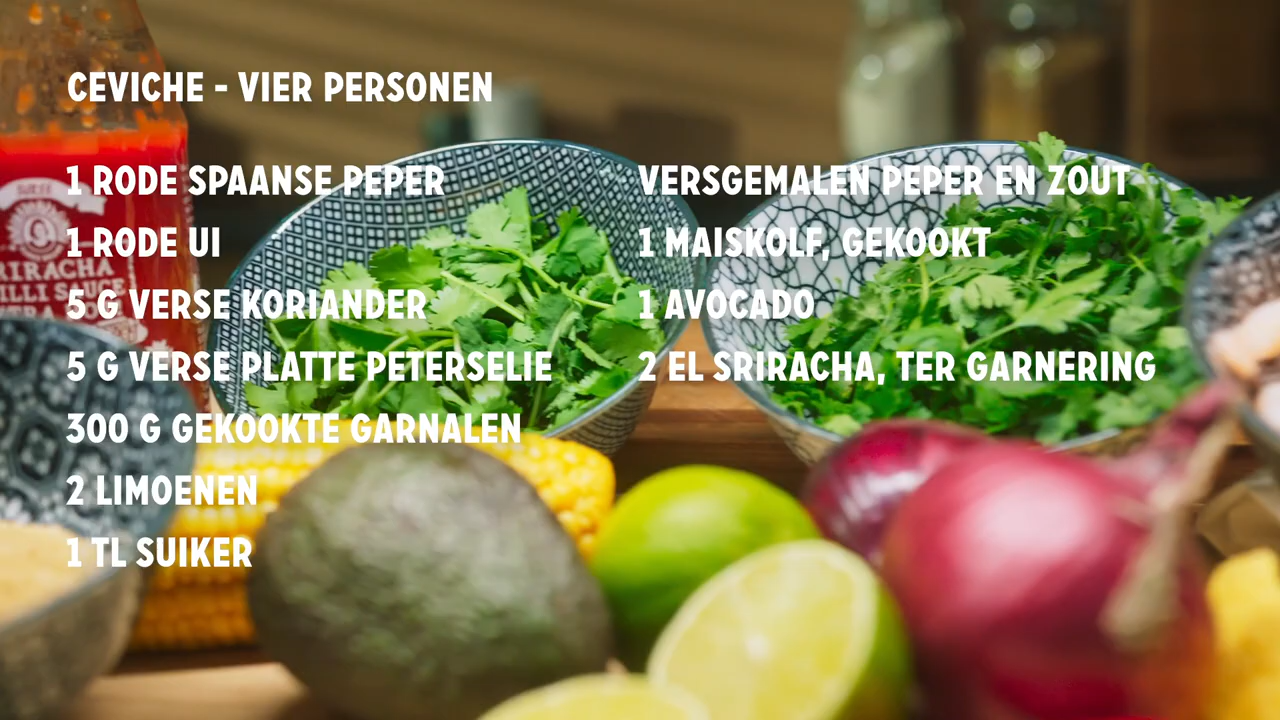 CEVICHE - VIER PERSONEN
1 RODE SPAANSE PEPER
1 RODE UI
5 G VERSE KORIANDER
5 G VERSE PLATTE PETERSELIE
300 G GEKOOKTE GARNALEN
2 LIMOENEN
1 TL SUIKER
VERSGEMALEN PEPER EN ZOUT
1 MAISKOLF, GEKOOKT
1 AVOCADO
2 EL SRIRACHA, TER GARNERING